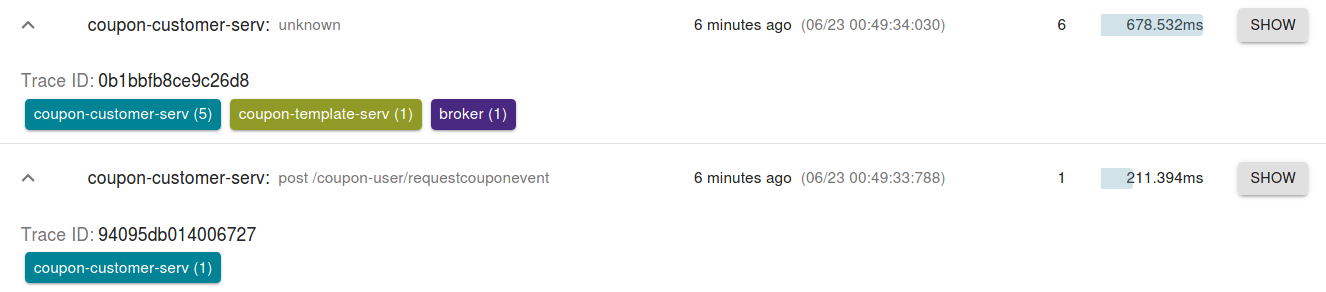 coupon-customer-serv: unknown 6 minutes ago (06/23 00:49:34:030) 6 678.532ms SHOW
Trace ID: 0b1bbfb8ce9c26d8
coupon-customer-serv (5) coupon-template-serv (1) broker (1)
coupon-customer-serv: post /coupon-user/requestcouponevent 6 minutes ago (06/23 00:49:33:788) 1 211.394ms SHOW
Trace ID: 94095db014006727
coupon-customer-serv (1)